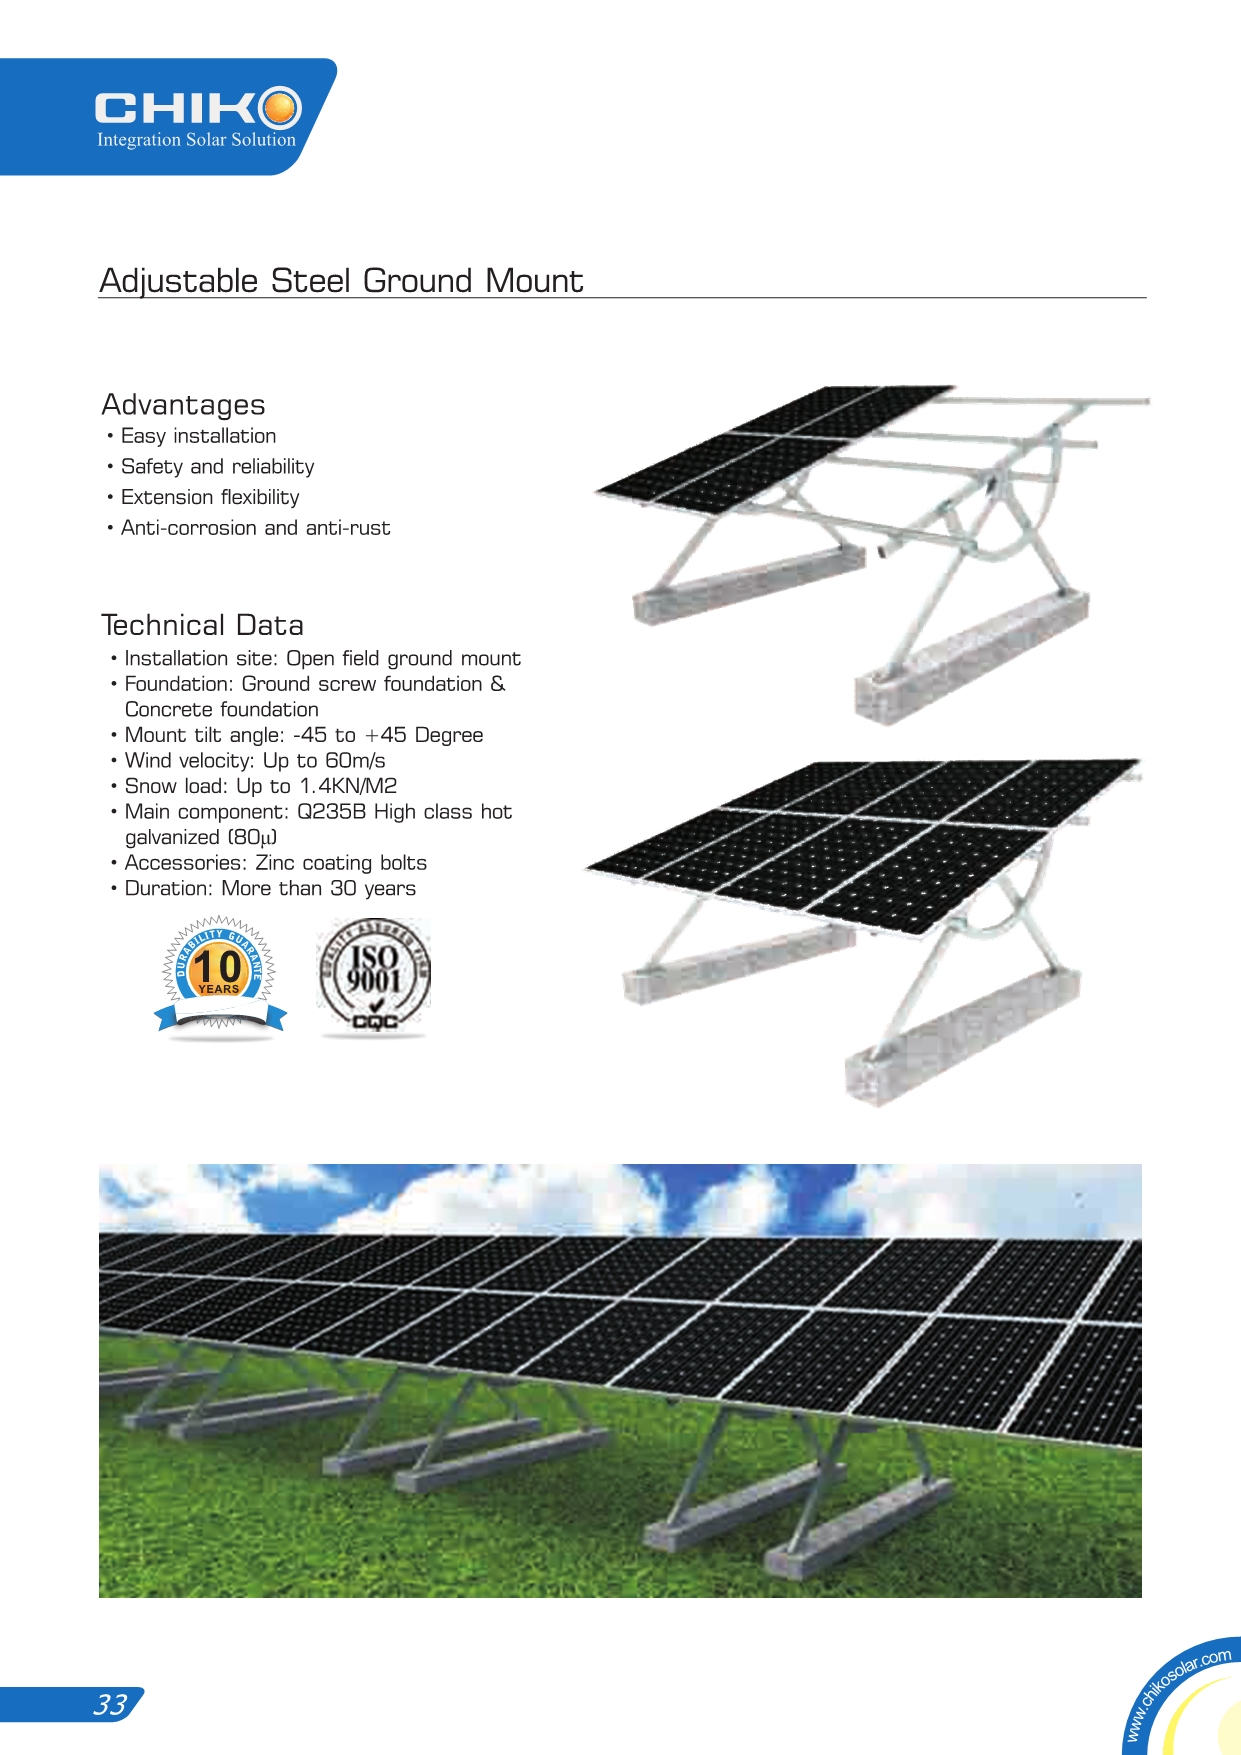 CHIKO
Integration Solar Solution
Adjustable Steel Ground Mount
Advantages
• Easy installation
• Safety and reliability
• Extension flexibility
• Anti-corrosion and anti-rust
Technical Data
• Installation site: Open field ground mount
• Foundation: Ground screw foundation &
Concrete foundation
• Mount tilt angle: -45 to +45 Degree
• Wind velocity: Up to 60m/s
• Snow load: Up to 1.4KN/M2
• Main component: Q235B High class hot
galvanized (80μ)
• Accessories: Zinc coating bolts
• Duration: More than 30 years
DURABILITY GUARANTE
10
YEARS
QUALITY ASSURED
ISO
9001
CQC
33
www.chikosolar.com